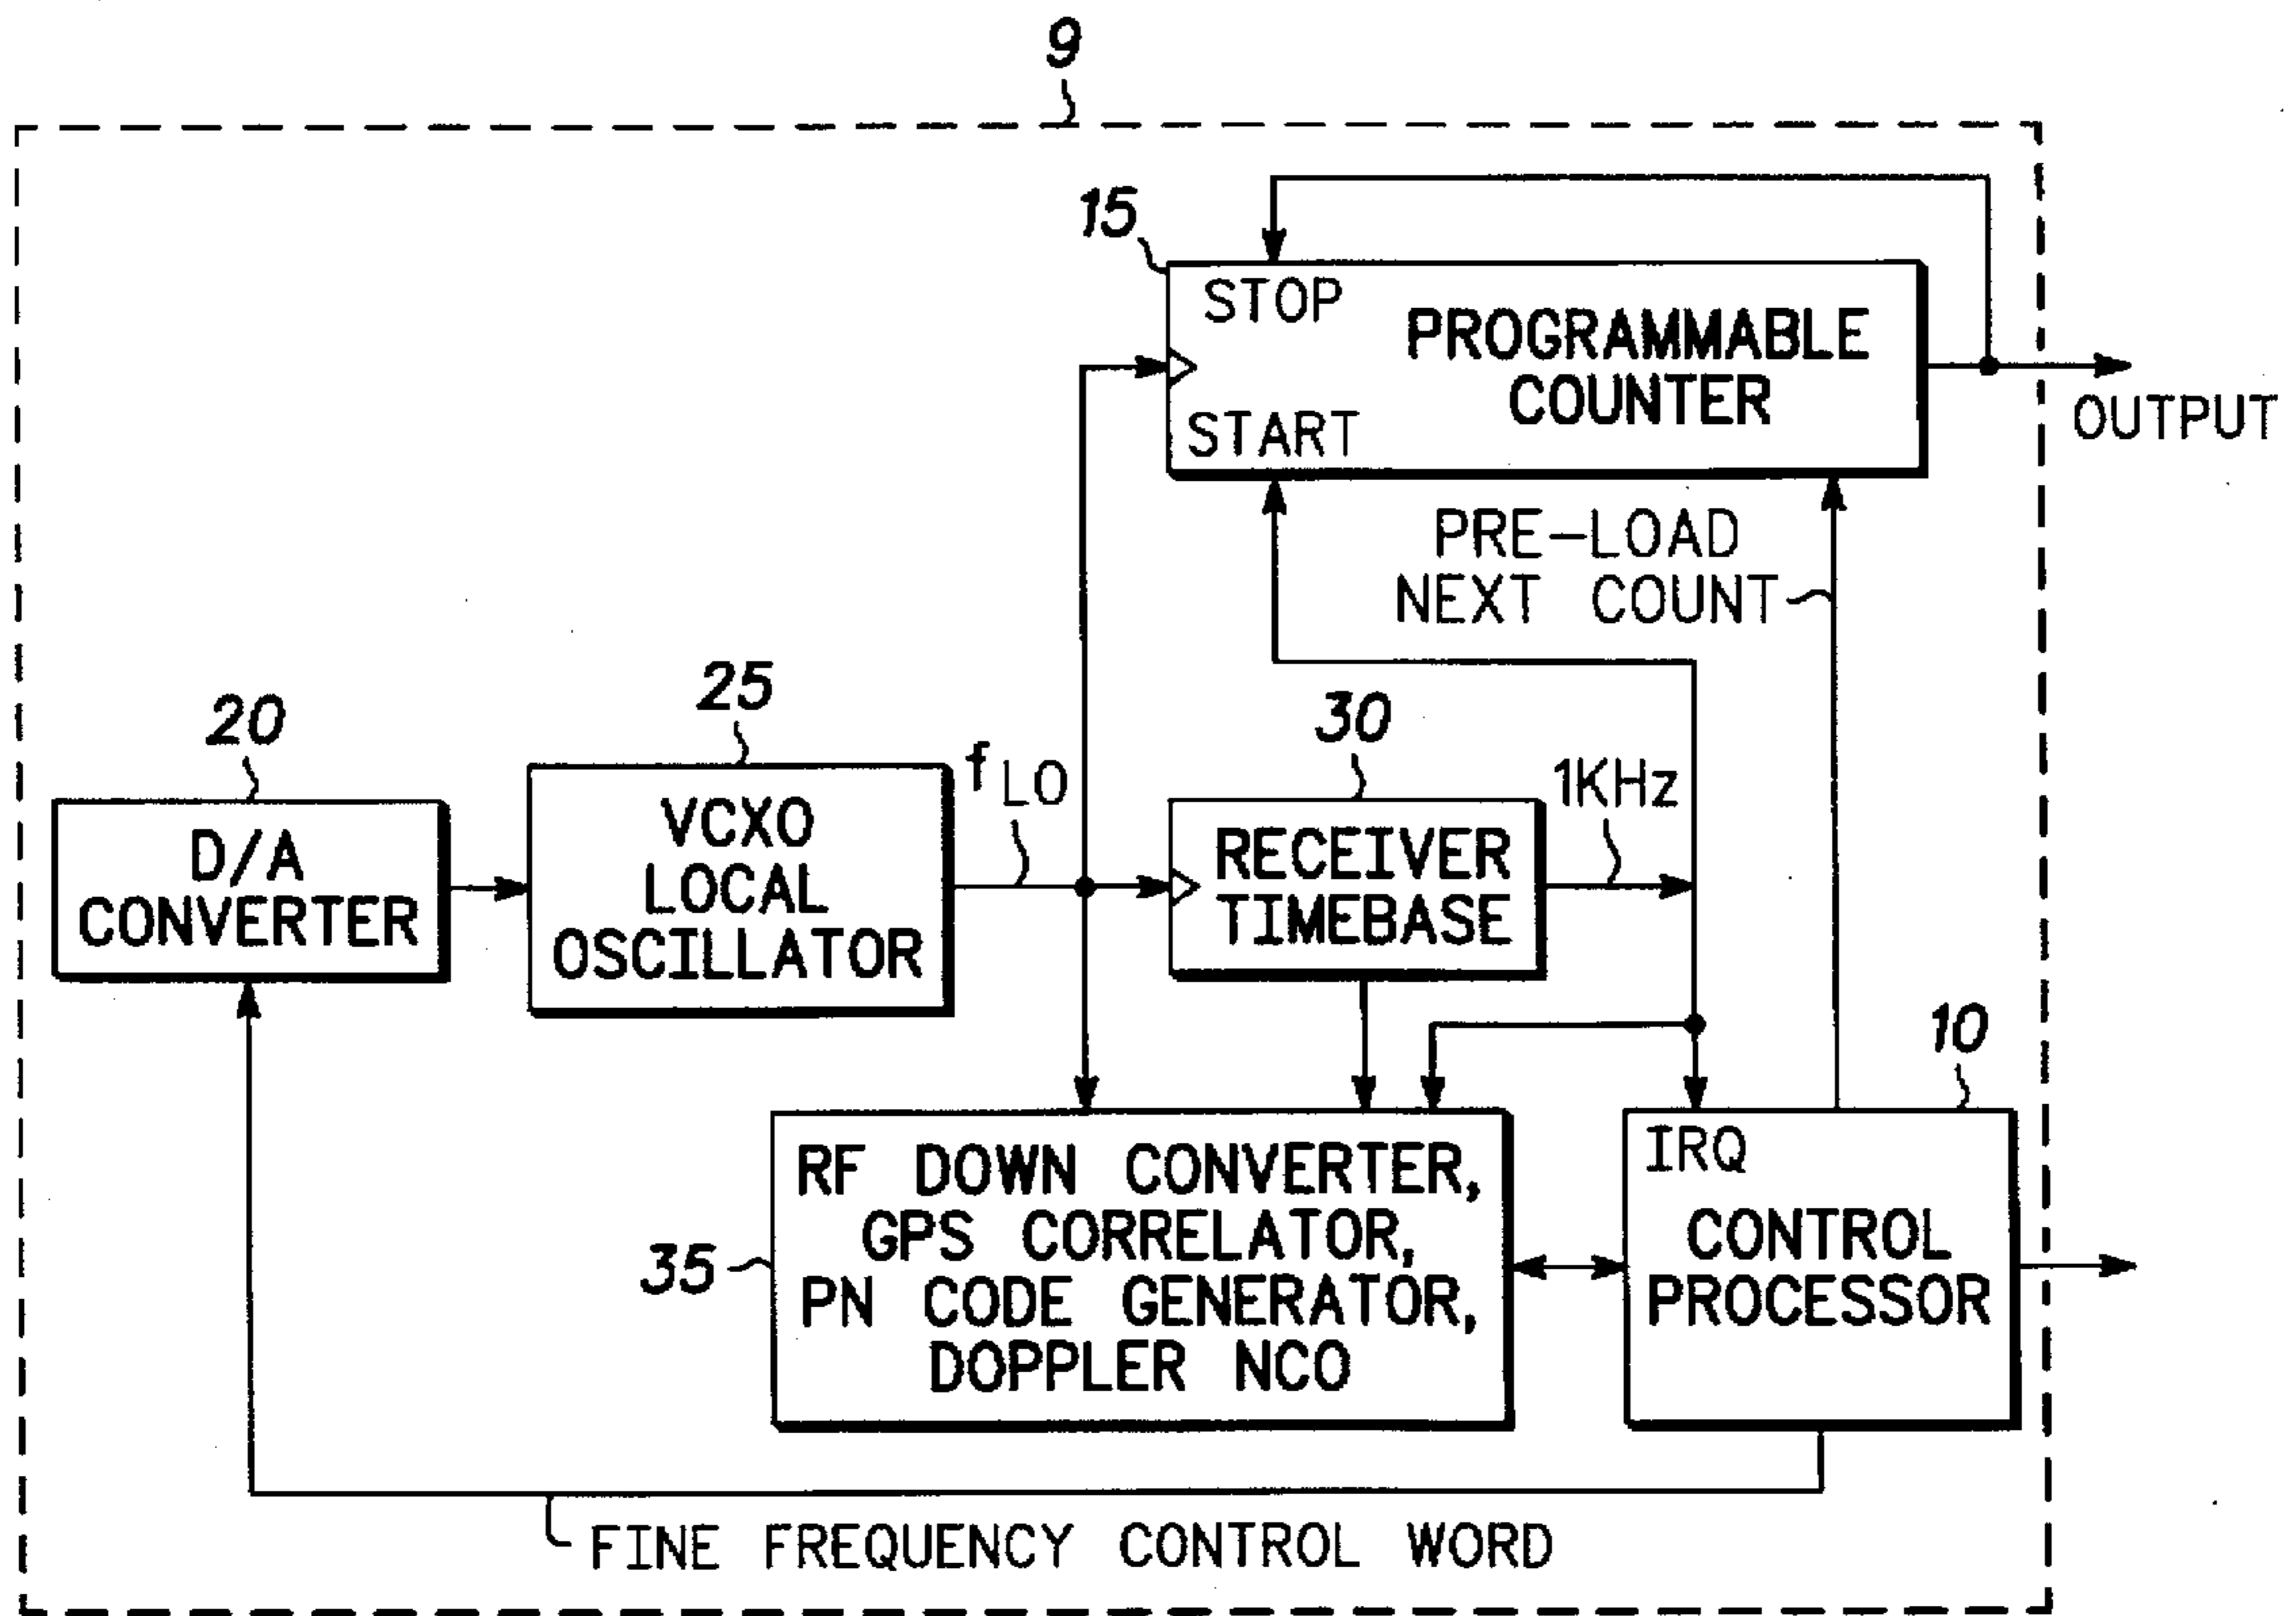 9
15
STOP
PROGRAMMABLE
COUNTER
START
OUTPUT
PRE-LOAD
NEXT COUNT
20
D/A
CONVERTER
25
VCXO
LOCAL
OSCILLATOR
fLO
30
RECEIVER
TIMEBASE
1KHz
10
35
RF DOWN CONVERTER,
GPS CORRELATOR,
PN CODE GENERATOR,
DOPPLER NCO
IRQ
CONTROL
PROCESSOR
FINE FREQUENCY CONTROL WORD